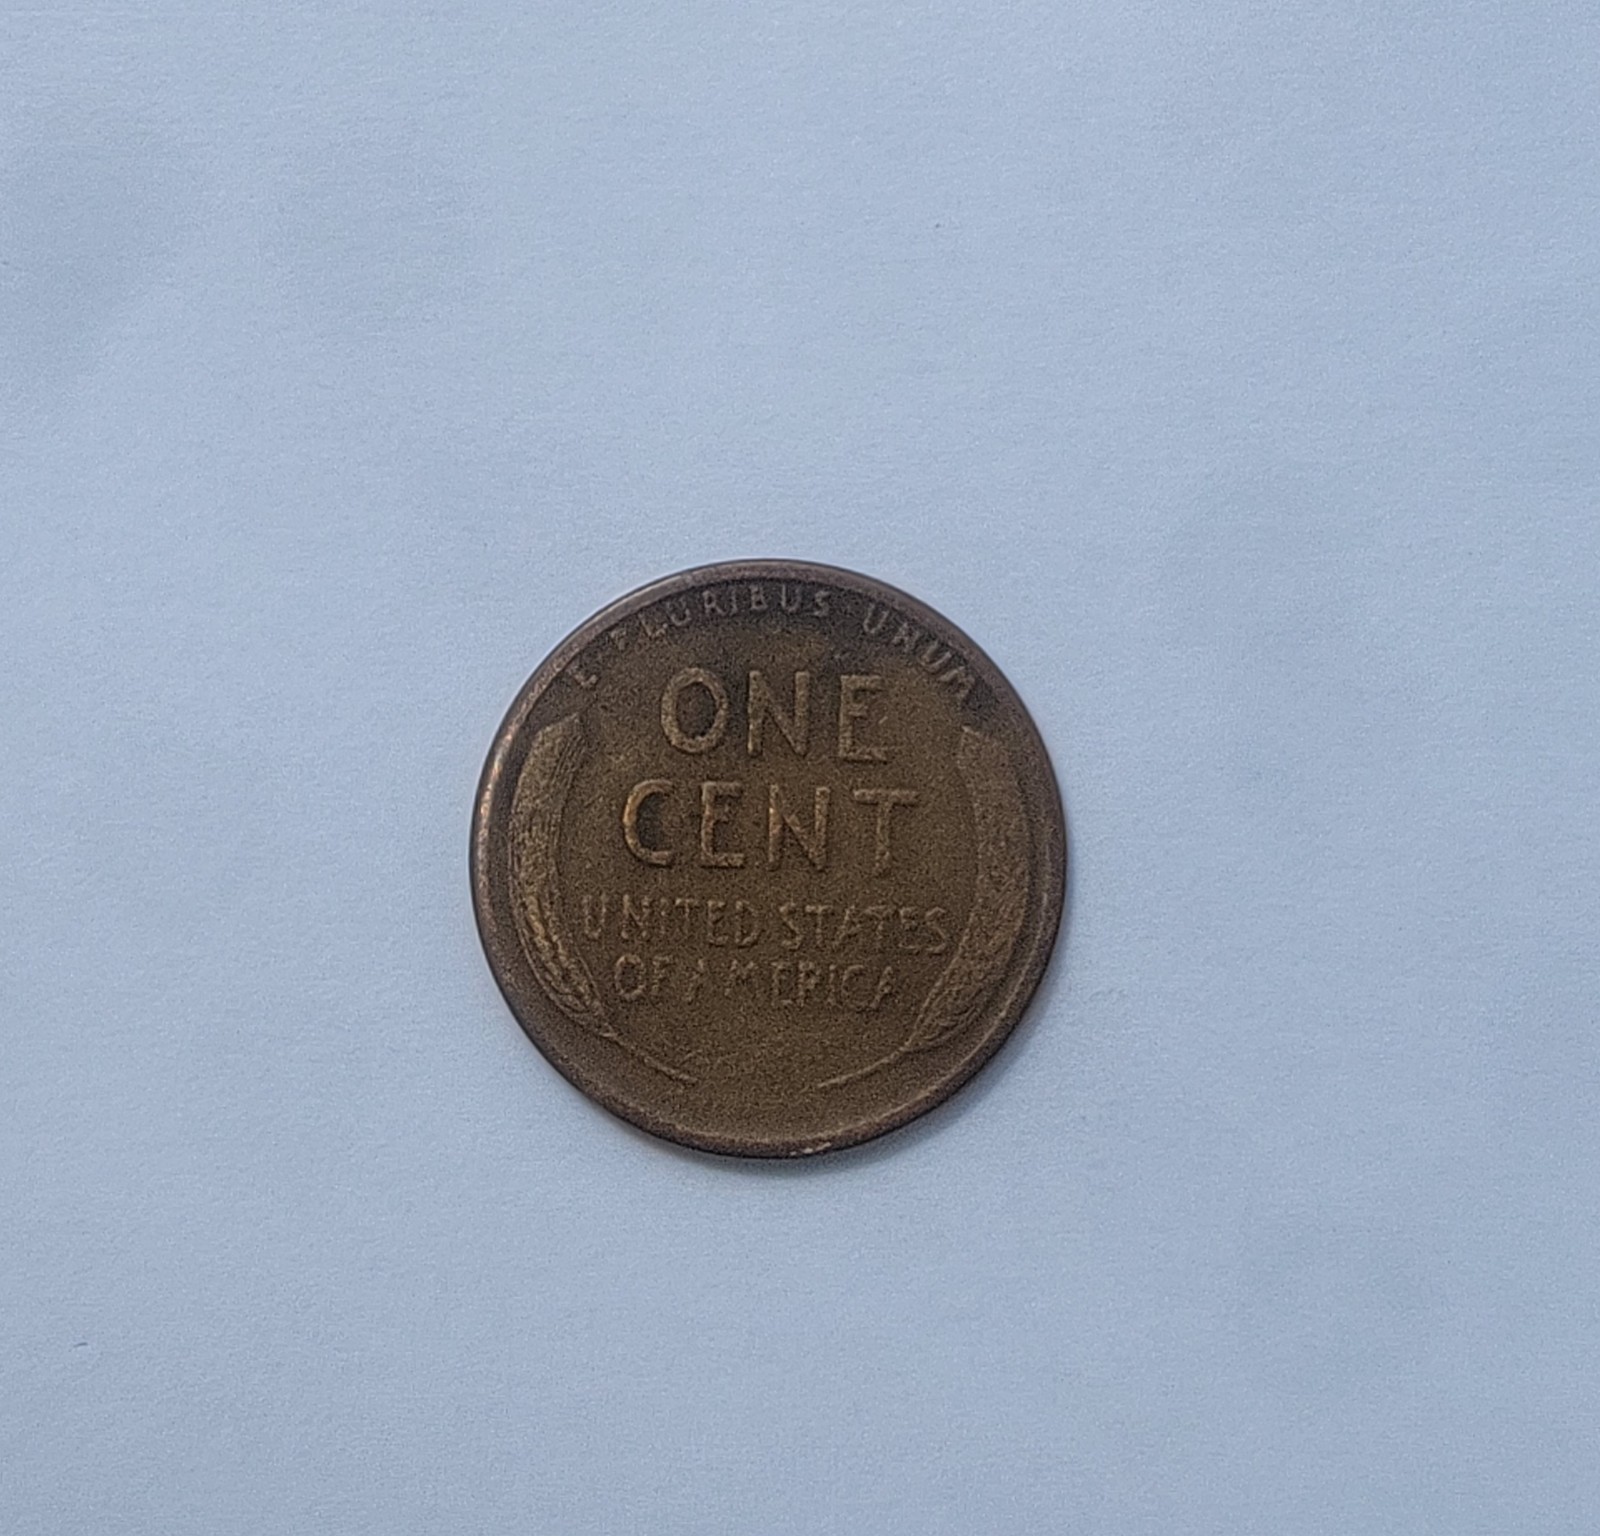 E PLURIBUS UNUM
ONE
CENT
UNITED STATES
OF AMERICA